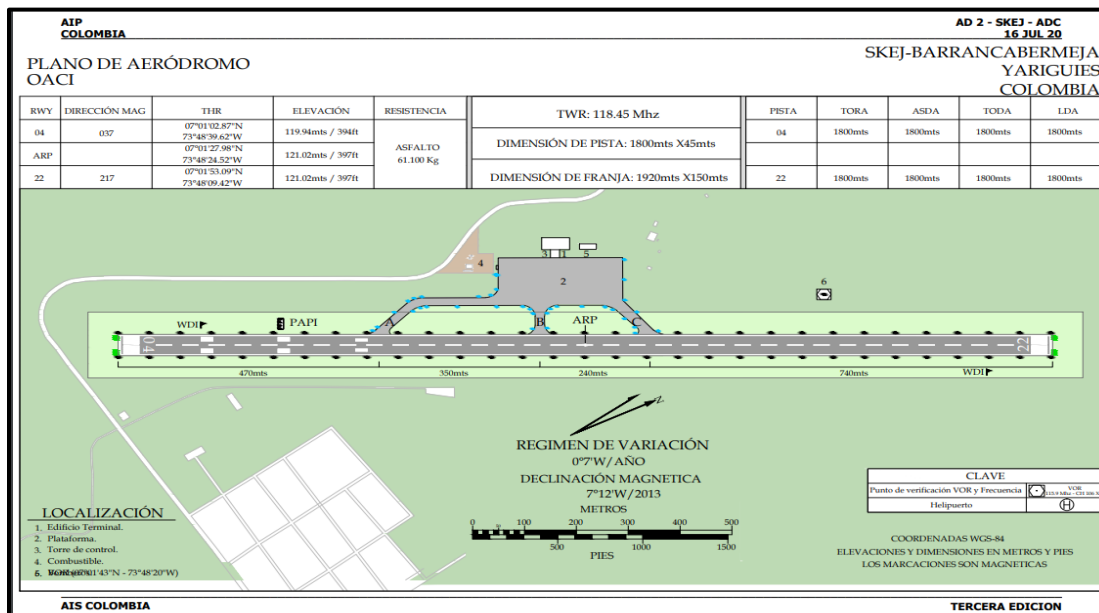 AIP
COLOMBIA
AD 2 - SKEJ - ADC
16 JUL 20
PLANO DE AERÓDROMO
OACI
SKEJ-BARRANCABERMEJA
YARIGUIES
COLOMBIA
RWY DIRECCIÓN MAG THR ELEVACIÓN RESISTENCIA
04 037 07°01'02.87"N 73°48'39.62"W 119.94mts / 394ft
ARP 07°01'27.98"N 73°48'24.52"W 121.02mts / 397ft
22 217 07°01'53.09"N 73°48'09.42"W 121.02mts / 397ft
ASFALTO
61.100 Kg
TWR: 118.45 Mhz
DIMENSIÓN DE PISTA: 1800mts X45mts
DIMENSIÓN DE FRANJA: 1920mts X150mts
PISTA TORA ASDA TODA LDA
04 1800mts 1800mts 1800mts 1800mts
22 1800mts 1800mts 1800mts 1800mts
3 1 5
4
2
6
WDI
PAPI
A
B
ARP
C
04
22
470mts 350mts 240mts 740mts
WDI
N
REGIMEN DE VARIACIÓN
0°7'W/AÑO
DECLINACIÓN MAGNETICA
7°12'W/2013
METROS
0 100 200 300 400 500
500 1000 1500
PIES
CLAVE
Punto de verificación VOR y Frecuencia
VOR
Helipuerto
H
LOCALIZACIÓN
1. Edificio Terminal.
2. Plataforma.
3. Torre de control.
4. Combustible.
5.
6.
N - 73°48'20"W)
COORDENADAS WGS-84
ELEVACIONES Y DIMENSIONES EN METROS Y PIES
LOS MARCACIONES SON MAGNETICAS
AIS COLOMBIA
TERCERA EDICION